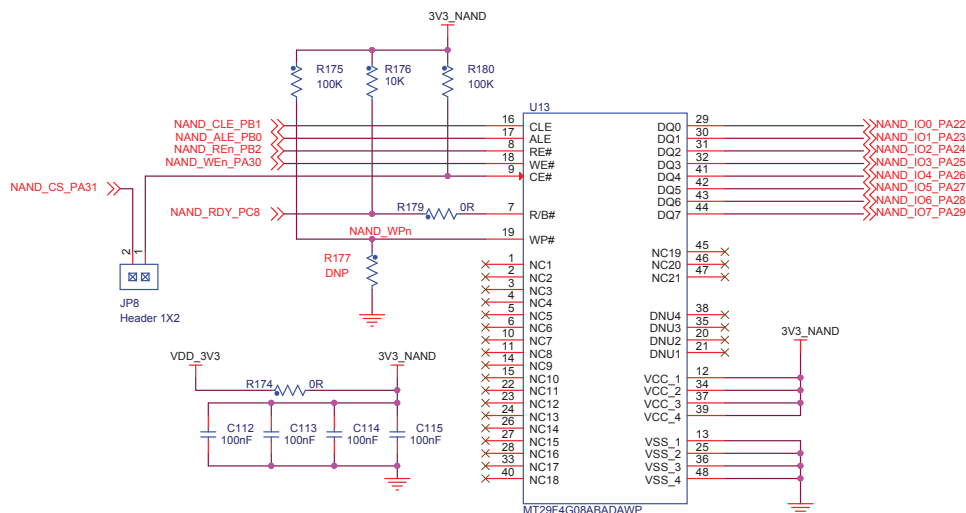 3V3_NAND
R175
100K
R176
10K
R180
100K
U13
NAND_CLE_PB1
16
CLE
NAND_ALE_PB0
17
ALE
NAND_REn_PB2
8
RE#
NAND_WEn_PA30
18
WE#
9
CE#
NAND_CS_PA31
NAND_RDY_PC8
R179
0R
7
R/B#
NAND_WPn
19
WP#
R177
DNP
2
1
JP8
Header 1X2
1
NC1
2
NC2
3
NC3
4
NC4
5
NC5
6
NC6
10
NC7
11
NC8
14
NC9
15
NC10
22
NC11
23
NC12
24
NC13
26
NC14
27
NC15
28
NC16
33
NC17
40
NC18
DQ0
29
NAND_IO0_PA22
DQ1
30
NAND_IO1_PA23
DQ2
31
NAND_IO2_PA24
DQ3
32
NAND_IO3_PA25
DQ4
41
NAND_IO4_PA26
DQ5
42
NAND_IO5_PA27
DQ6
43
NAND_IO6_PA28
DQ7
44
NAND_IO7_PA29
NC19
45
NC20
46
NC21
47
DNU4
38
DNU3
35
DNU2
20
DNU1
21
3V3_NAND
VCC_1
12
VCC_2
34
VCC_3
37
VCC_4
39
VSS_1
13
VSS_2
25
VSS_3
36
VSS_4
48
MT29F4G08ABADAWP
VDD_3V3
3V3_NAND
R174
0R
C112
100nF
C113
100nF
C114
100nF
C115
100nF